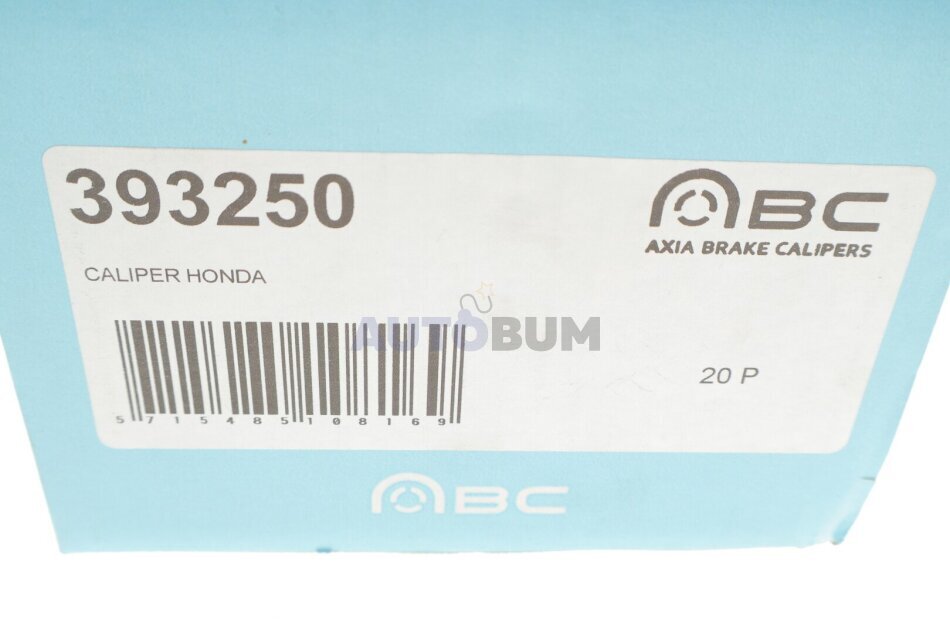 393250
ABC
AXIA BRAKE CALIPERS
CALIPER HONDA
AUTOBUM
5715485108169
20 P
ABC